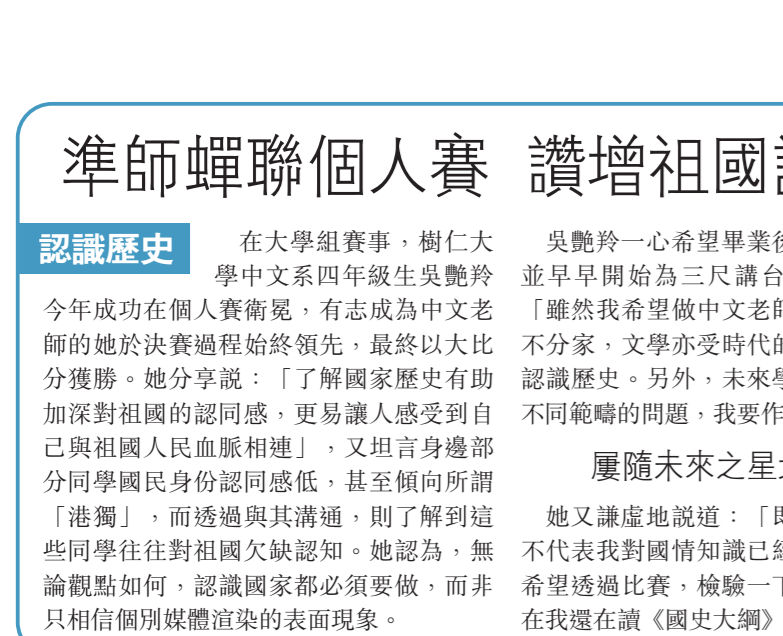 準師蟬聯個人賽 讚增祖國
認識歷史
在大學組賽事，樹仁大
學中文系四年級生吳艷羚
今年成功在個人賽衛冕，有志成為中文老
師的她於決賽過程始終領先，最終以大比
分獲勝。她分享説：「了解國家歷史有助
加深對祖國的認同感，更易讓人感受到自
己與祖國人民血脈相連」，又坦言身邊部
分同學國民身份認同感低，甚至傾向所謂
「港獨」，而透過與其溝通，則了解到這
些同學往往對祖國欠缺認知。她認為，無
論觀點如何，認識國家都必須要做，而非
只相信個別媒體渲染的表面現象。
吳艷羚一心希望畢業後
並早早開始為三尺講台
「雖然我希望做中文老師
不分家，文學亦受時代的
認識歷史。另外，未來學
不同範疇的問題，我要作
屢隨未來之星
她又謙虛地説道：「即
不代表我對國情知識已經
希望透過比賽，檢驗一下
在我還在讀《國史大綱》